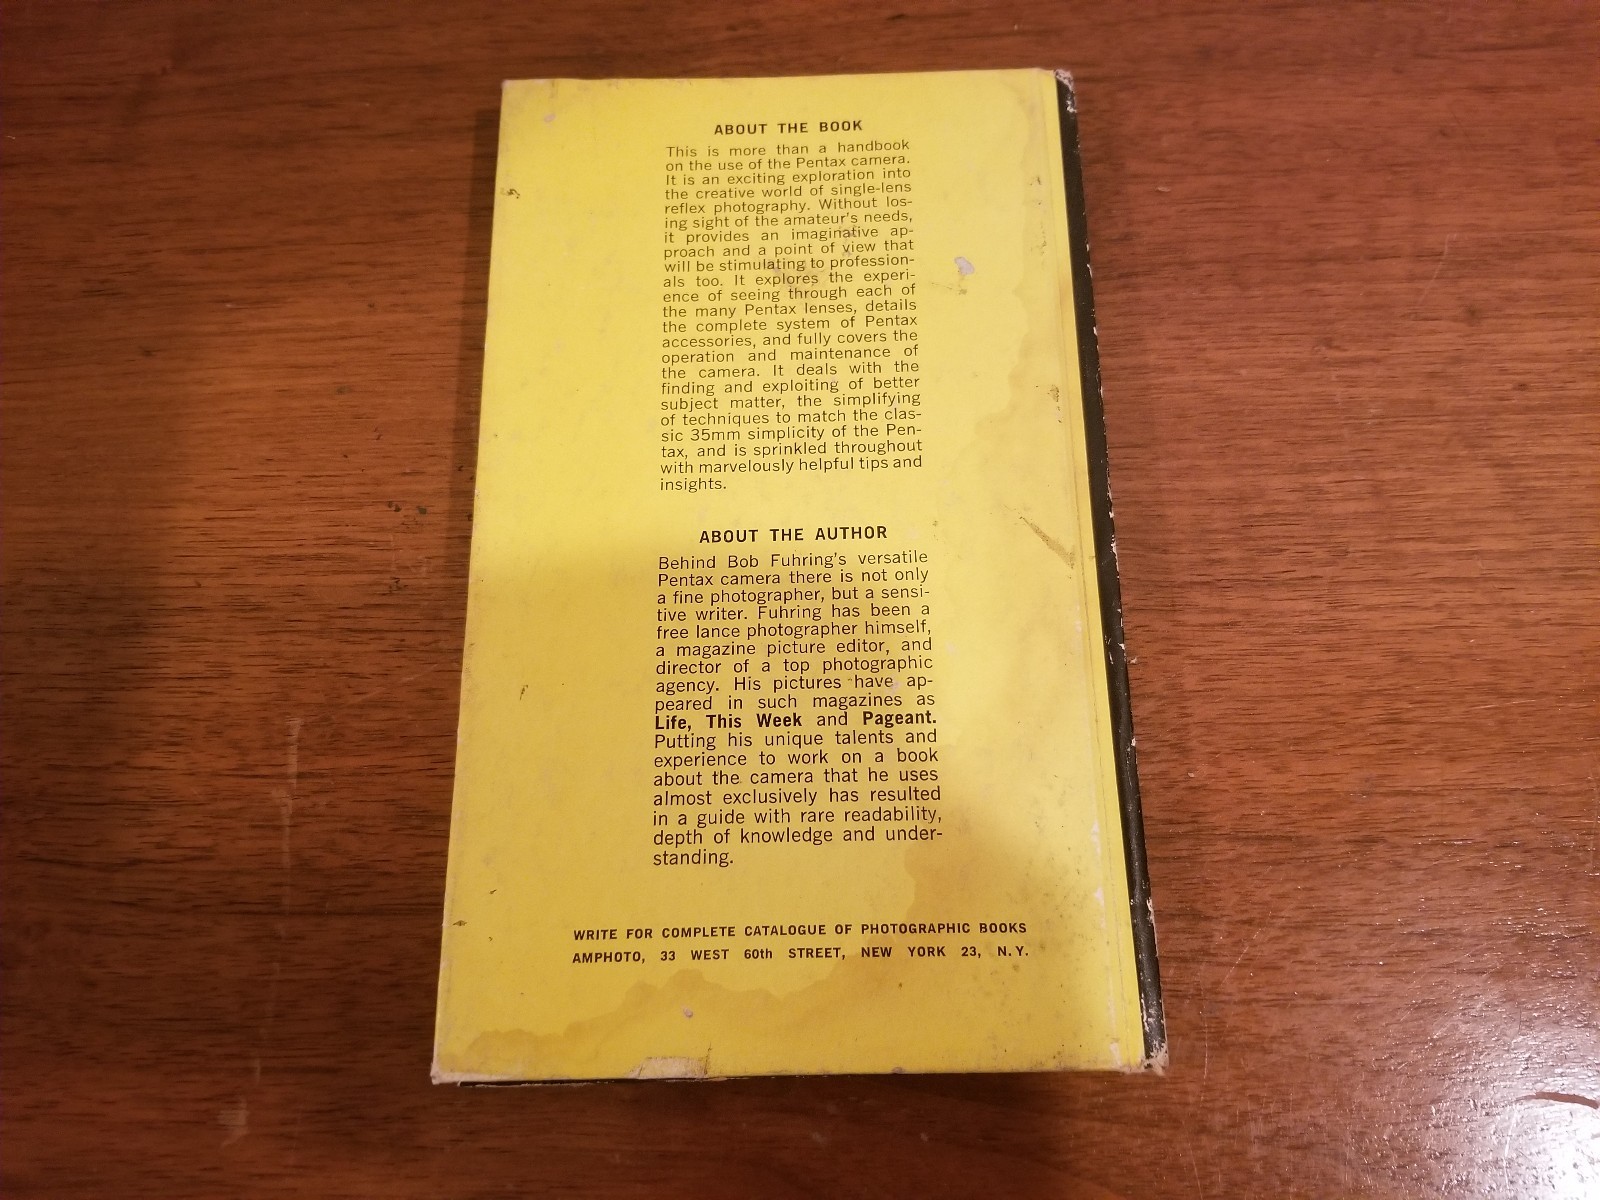 ABOUT THE BOOK
This is more than a handbook
on the use of the Pentax camera.
It is an exciting exploration into
the creative world of single-lens
reflex photography. Without los-
ing sight of the amateur's needs,
it provides an imaginative ap-
proach and a point of view that
will be stimulating to profession-
als too. It explores the experi-
ence of seeing through each of
the many Pentax lenses, details
the complete system of Pentax
accessories, and fully covers the
operation and maintenance of
the camera. It deals with the
finding and exploiting of better
subject matter, the simplifying
of techniques to match the clas-
sic 35mm simplicity of the Pen-
tax, and is sprinkled throughout
with marvelously helpful tips and
insights.
ABOUT THE AUTHOR
Behind Bob Fuhring's versatile
Pentax camera there is not only
a fine photographer, but a sensi-
tive writer. Fuhring has been a
free lance photographer himself,
a magazine picture editor, and
director of a top photographic
agency. His pictures have ap-
peared in such magazines as
Life, This Week and Pageant.
Putting his unique talents and
experience to work on a book
about the camera that he uses
almost exclusively has resulted
in a guide with rare readability,
depth of knowledge and under-
standing.
WRITE FOR COMPLETE CATALOGUE OF PHOTOGRAPHIC BOOKS
AMPHOTO, 33 WEST 60th STREET, NEW YORK 23, N.Y.